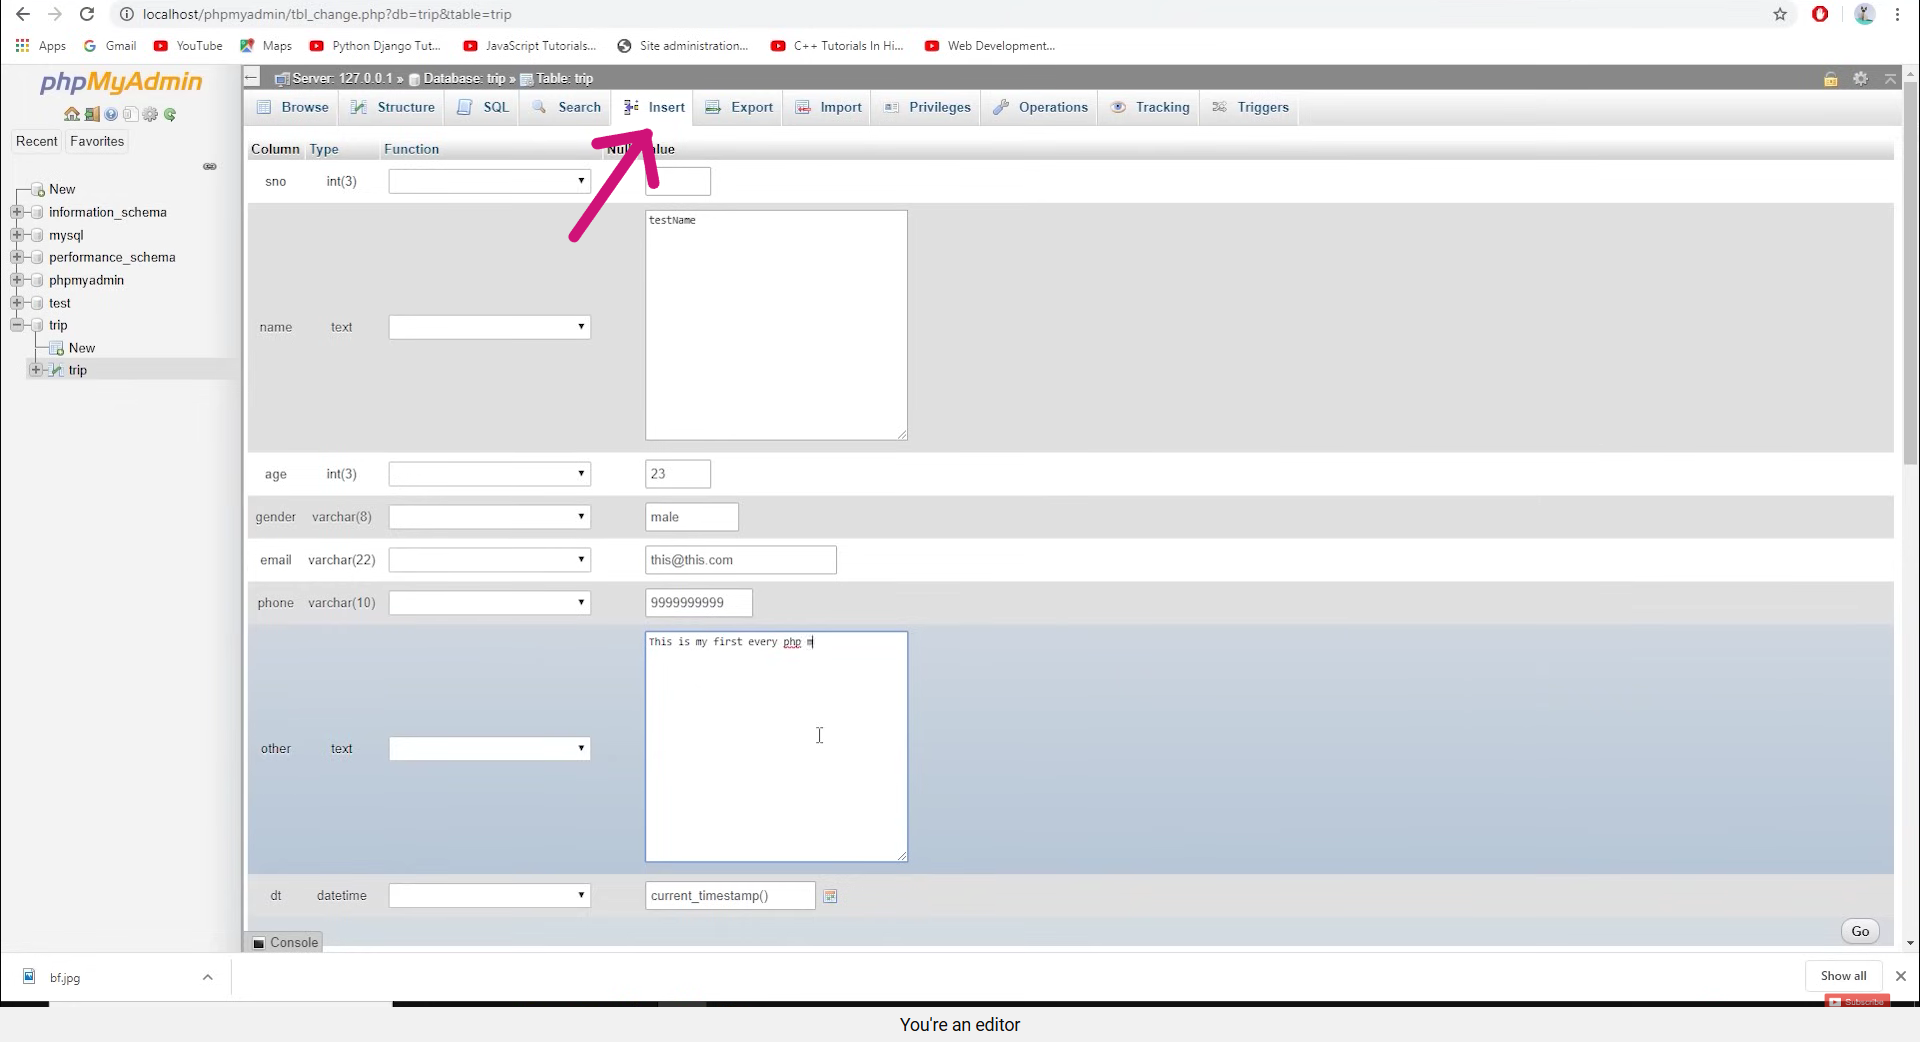 localhost/phpmyadmin/tbl_change.php?db=trip&table=trip
Apps Gmail YouTube Maps Python Django Tut... JavaScript Tutorials... Site administration... C++ Tutorials In Hi... Web Development...
phpMyAdmin
Server: 127.0.0.1 » Database: trip » Table: trip
Browse Structure SQL Search Insert Export Import Privileges Operations Tracking Triggers
Recent Favorites
New
information_schema
mysql
performance_schema
phpmyadmin
test
trip
New
trip
Column Type Function
sno int(3)
name text testName
age int(3) 23
gender varchar(8) male
email varchar(22) this@this.com
phone varchar(10) 9999999999
other text This is my first every php m
dt datetime current_timestamp()
Go
Console
bf.jpg Show all
Subscribe
You're an editor